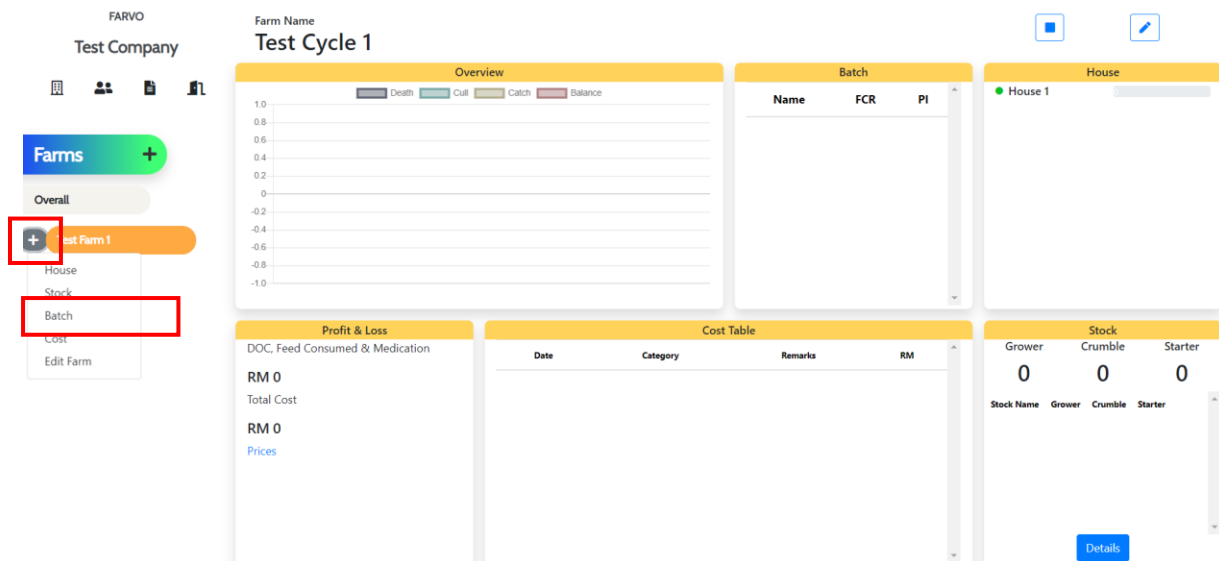 FARVO
Test Company
Farms +
Overall
+ Test Farm 1
House
Stock
Batch
Cost
Edit Farm
Farm Name
Test Cycle 1
Overview
Death Cull Catch Balance
1.0
0.8
0.6
0.4
0.2
0
-0.2
-0.4
-0.6
-0.8
-1.0
Batch
Name FCR PI
House
House 1
Profit & Loss
DOC, Feed Consumed & Medication
RM 0
Total Cost
RM 0
Prices
Cost Table
Date Category Remarks RM
Stock
Grower Crumble Starter
0 0 0
Stock Name Grower Crumble Starter
Details